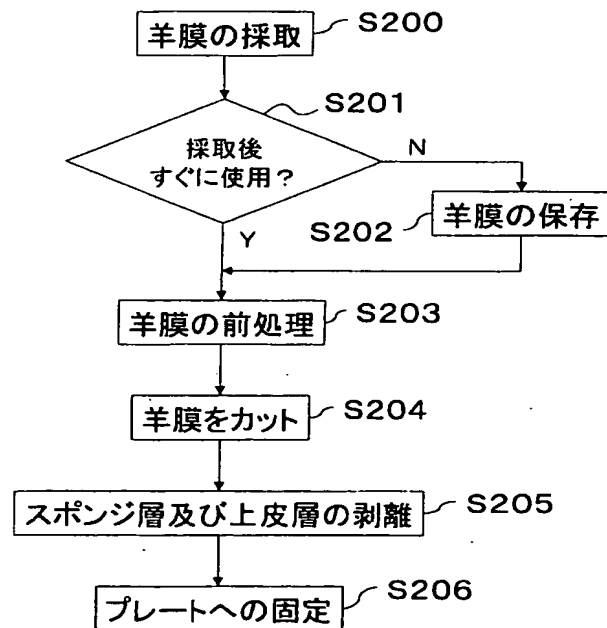 羊膜の採取
S200
S201
採取後
すぐに使用？
N
S202
羊膜の保存
Y
羊膜の前処理
S203
羊膜をカット
S204
スポンジ層及び上皮層の剥離
S205
プレートへの固定
S206